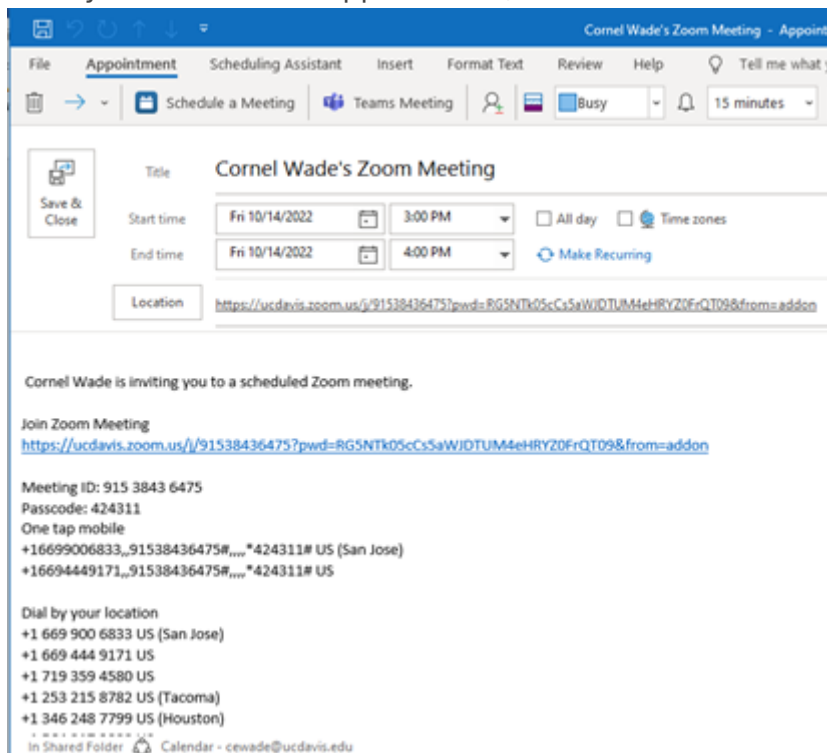 Cornel Wade's Zoom Meeting - Appoint
File Appointment Scheduling Assistant Insert Format Text Review Help Tell me what
Schedule a Meeting Teams Meeting Busy 15 minutes
Save & Close
Title Cornel Wade's Zoom Meeting
Start time Fri 10/14/2022 3:00 PM All day Time zones
End time Fri 10/14/2022 4:00 PM Make Recurring
Location https://ucdavis.zoom.us/j/91538436475?pwd=RG5NTk05cCs5aWJDTUM4eHRYZ0FrQT09&from=addon
Cornel Wade is inviting you to a scheduled Zoom meeting.
Join Zoom Meeting
https://ucdavis.zoom.us/j/91538436475?pwd=RG5NTk05cCs5aWJDTUM4eHRYZ0FrQT09&from=addon
Meeting ID: 915 3843 6475
Passcode: 424311
One tap mobile
+16699006833,,91538436475#,,,,*424311# US (San Jose)
+16694449171,,91538436475#,,,,*424311# US
Dial by your location
+1 669 900 6833 US (San Jose)
+1 669 444 9171 US
+1 719 359 4580 US
+1 253 215 8782 US (Tacoma)
+1 346 248 7799 US (Houston)
In Shared Folder Calendar - cewade@ucdavis.edu